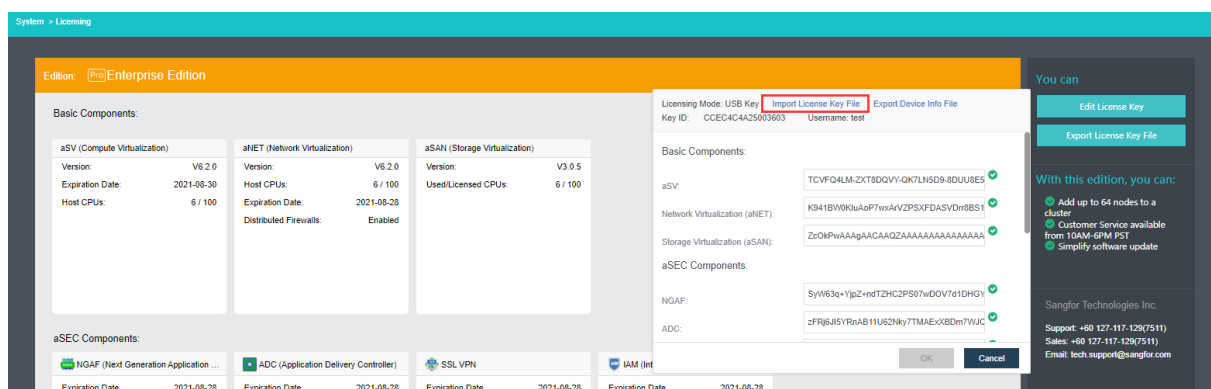 System > Licensing
Edition: Pro Enterprise Edition
Basic Components:
aSV (Compute Virtualization)
Version: V6.2.0
Expiration Date: 2021-08-30
Host CPUs: 6 / 100
aNET (Network Virtualization)
Version: V6.2.0
Host CPUs: 6 / 100
Expiration Date: 2021-08-28
Distributed Firewalls: Enabled
aSAN (Storage Virtualization)
Version: V3.0.5
Used/Licensed CPUs: 6 / 100
aSEC Components:
NGAF (Next Generation Application ...
Expiration Date 2021-08-28
ADC (Application Delivery Controller)
Expiration Date 2021-08-28
SSL VPN
Expiration Date 2021-08-28
IAM (Int
Expiration Date 2021-08-28
Licensing Mode: USB Key Import License Key File Export Device Info File
Key ID: CCEC4C4A25003603 Username: test
Basic Components:
aSV: TCVFQ4LM-ZXT8DQVY-QK7LN5D9-8DUU8E5
Network Virtualization (aNET): K941BW0KIuAoP7wxArVZPSXFDASVDrr8BS1
Storage Virtualization (aSAN): ZcOkPwAAAgAACAAQZAAAAAAAAAAAAAAA
aSEC Components:
NGAF: SyW63q+YjpZ+ndTZHC2PS07wDOV7d1DHGY
ADC: zFRj6JI5YRnAB11U62Nky7TMAExXBDm7WJC
OK Cancel
You can
Edit License Key
Export License Key File
With this edition, you can:
Add up to 64 nodes to a
cluster
Customer Service available
from 10AM-6PM PST
Simplify software update
Sangfor Technologies Inc.
Support: +60 127-117-129(7511)
Sales: +60 127-117-129(7511)
Email: tech.support@sangfor.com